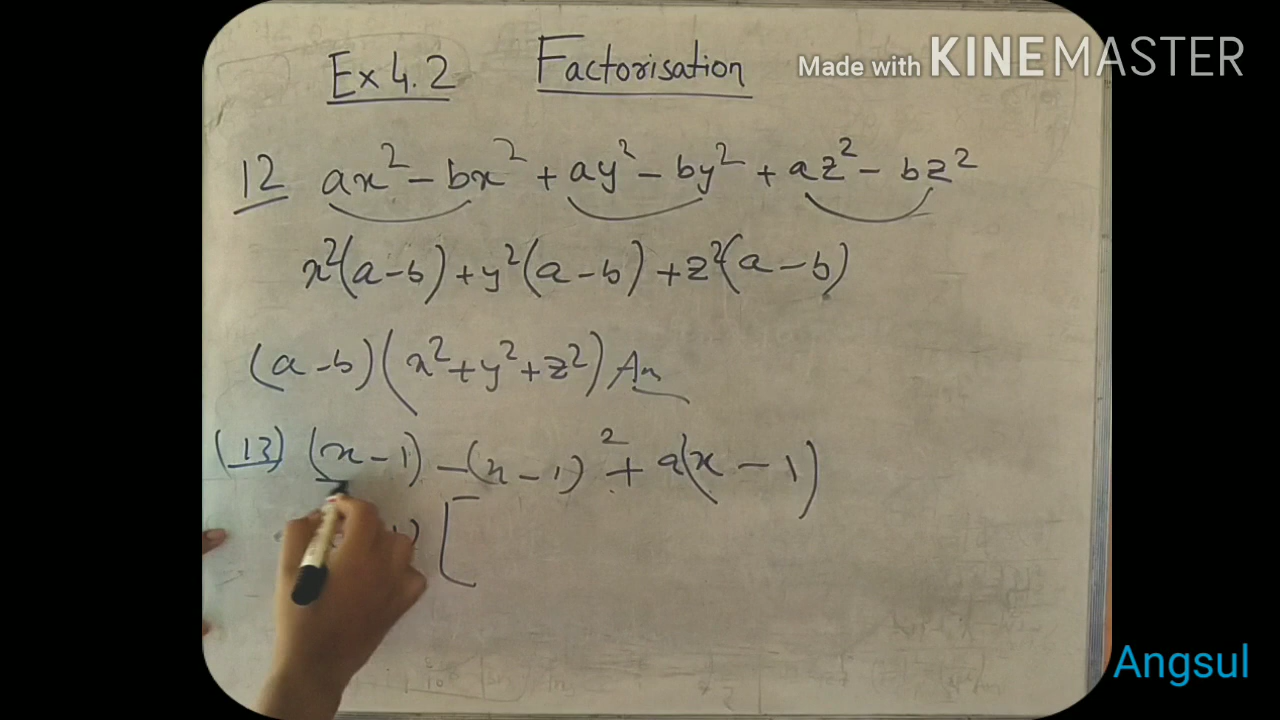 Ex 4.2 Factorisation
Made with KINEMASTER
12 ax² - bx² + ay² - by² + az² - bz²
x²(a-b) + y²(a-b) + z²(a-b)
(a-b)(x²+y²+z²) Ans
(13) (x-1) - (x-1)² + a(x-1)
[
Angsul